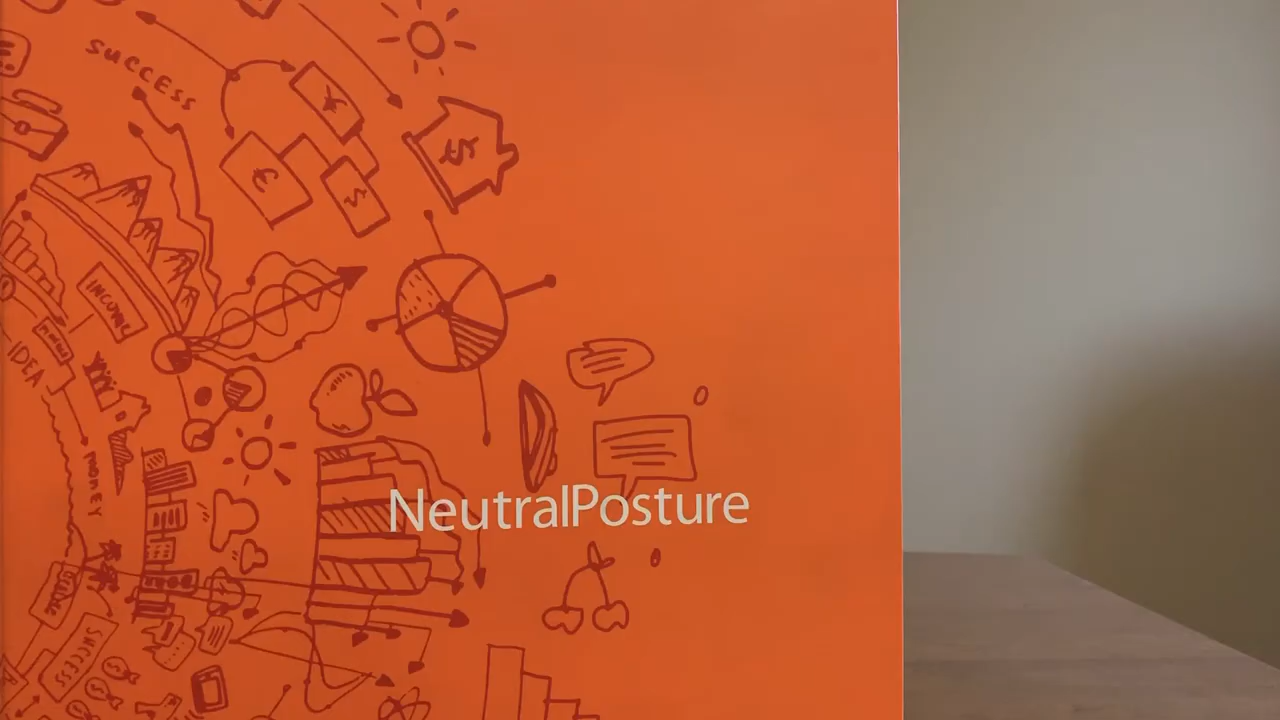 SUCCESS
¥
€
$
$
INCOME
IDEA
MONEY
NeutralPosture
SUCCESS